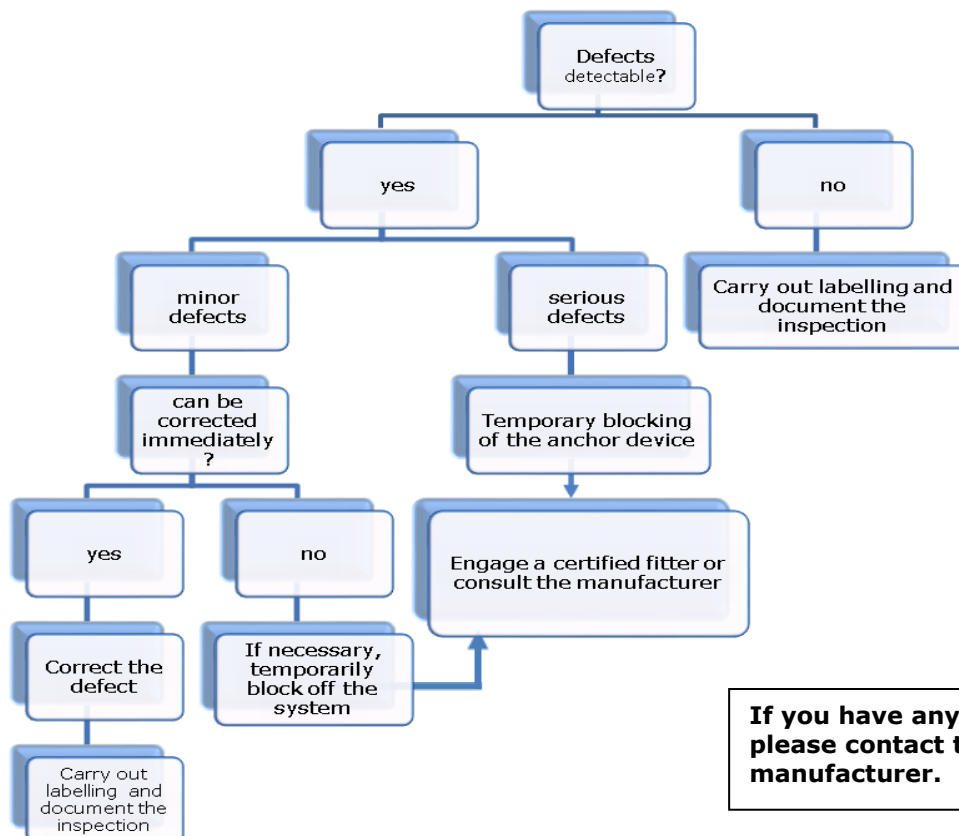 Defects
detectable?
yes
no
minor
defects
serious
defects
Carry out labelling and
document the
inspection
can be
corrected
immediately
?
Temporary blocking
of the anchor device
yes
no
Engage a certified fitter or
consult the manufacturer
Correct the
defect
If necessary,
temporarily
block off the
system
Carry out
labelling and
document the
inspection
If you have any
please contact
manufacturer.